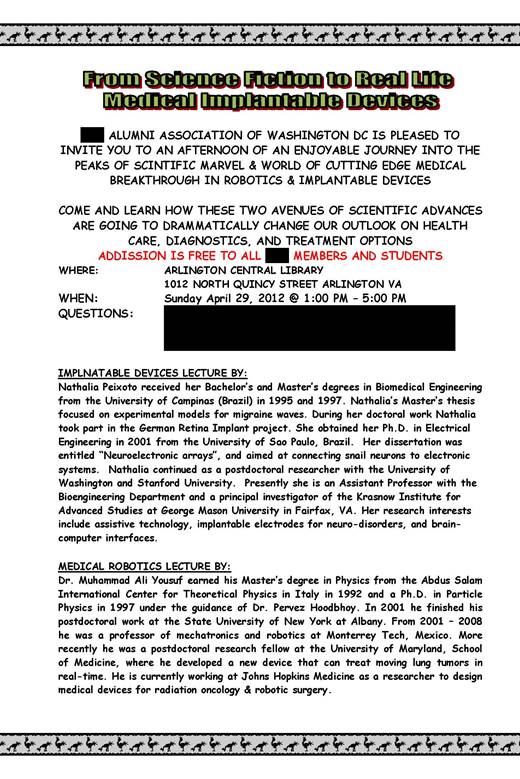 From Science Fiction to Real Life
Medical Implantable Devices
ALUMNI ASSOCIATION OF WASHINGTON DC IS PLEASED TO
INVITE YOU TO AN AFTERNOON OF AN ENJOYABLE JOURNEY INTO THE
PEAKS OF SCINTIFIC MARVEL & WORLD OF CUTTING EDGE MEDICAL
BREAKTHROUGH IN ROBOTICS & IMPLANTABLE DEVICES
COME AND LEARN HOW THESE TWO AVENUES OF SCIENTIFIC ADVANCES
ARE GOING TO DRAMMATICALLY CHANGE OUR OUTLOOK ON HEALTH
CARE, DIAGNOSTICS, AND TREATMENT OPTIONS
ADDISSION IS FREE TO ALL MEMBERS AND STUDENTS
WHERE: ARLINGTON CENTRAL LIBRARY
1012 NORTH QUINCY STREET ARLINGTON VA
WHEN: Sunday April 29, 2012 @ 1:00 PM – 5:00 PM
QUESTIONS:
IMPLNATABLE DEVICES LECTURE BY:
Nathalia Peixoto received her Bachelor's and Master's degrees in Biomedical Engineering
from the University of Campinas (Brazil) in 1995 and 1997. Nathalia's Master's thesis
focused on experimental models for migraine waves. During her doctoral work Nathalia
took part in the German Retina Implant project. She obtained her Ph.D. in Electrical
Engineering in 2001 from the University of Sao Paulo, Brazil. Her dissertation was
entitled "Neuroelectronic arrays", and aimed at connecting snail neurons to electronic
systems. Nathalia continued as a postdoctoral researcher with the University of
Washington and Stanford University. Presently she is an Assistant Professor with the
Bioengineering Department and a principal investigator of the Krasnow Institute for
Advanced Studies at George Mason University in Fairfax, VA. Her research interests
include assistive technology, implantable electrodes for neuro-disorders, and brain-
computer interfaces.
MEDICAL ROBOTICS LECTURE BY:
Dr. Muhammad Ali Yousuf earned his Master's degree in Physics from the Abdus Salam
International Center for Theoretical Physics in Italy in 1992 and a Ph.D. in Particle
Physics in 1997 under the guidance of Dr. Pervez Hoodbhoy. In 2001 he finished his
postdoctoral work at the State University of New York at Albany. From 2001 – 2008
he was a professor of mechatronics and robotics at Monterrey Tech, Mexico. More
recently he was a postdoctoral research fellow at the University of Maryland, School
of Medicine, where he developed a new device that can treat moving lung tumors in
real-time. He is currently working at Johns Hopkins Medicine as a researcher to design
medical devices for radiation oncology & robotic surgery.